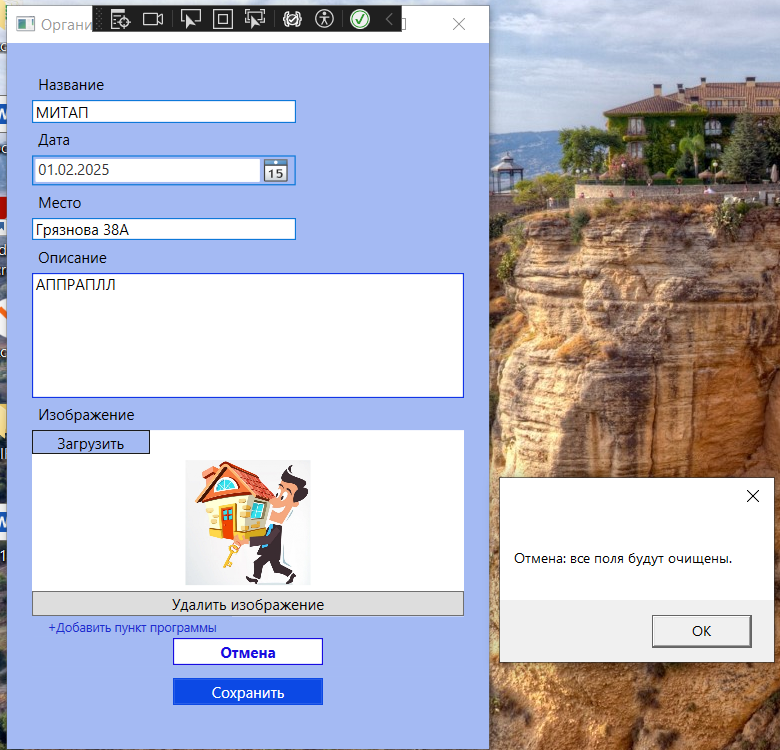 Органи
Название
МИТАП
Дата
01.02.2025
15
Место
Грязнова 38А
Описание
АППРАПЛЛ
Изображение
Загрузить
Удалить изображение
+Добавить пункт программы
Отмена
Сохранить
Отмена: все поля будут очищены.
OK